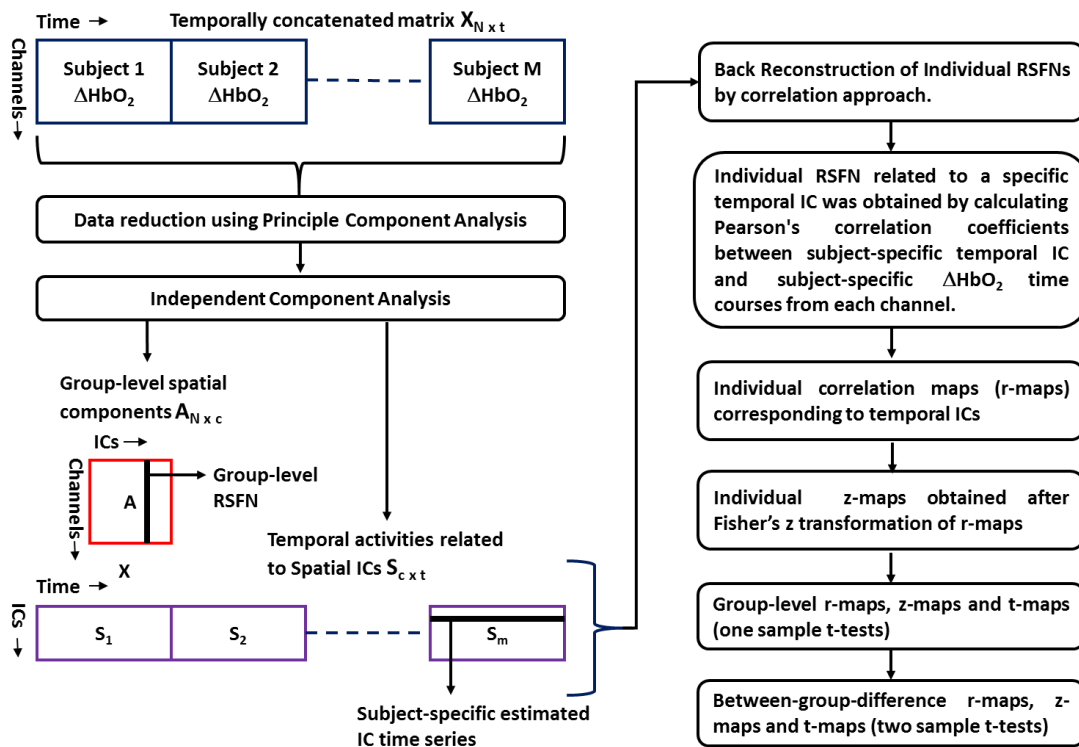 Time →
Temporally concatenated matrix X_{N x t}
Channels→
Subject 1
ΔHbO₂
Subject 2
ΔHbO₂
Subject M
ΔHbO₂
Data reduction using Principle Component Analysis
Independent Component Analysis
Group-level spatial
components A_{N x c}
ICs →
Channels→
A
Group-level
RSFN
X
Temporal activities related
to Spatial ICs S_{c x t}
Time →
ICs→
S₁
S₂
Sₘ
Subject-specific estimated
IC time series
Back Reconstruction of Individual RSFNs
by correlation approach.
Individual RSFN related to a specific
temporal IC was obtained by calculating
Pearson's correlation coefficients
between subject-specific temporal IC
and subject-specific ΔHbO₂ time
courses from each channel.
Individual correlation maps (r-maps)
corresponding to temporal ICs
Individual z-maps obtained after
Fisher's z transformation of r-maps
Group-level r-maps, z-maps and t-maps
(one sample t-tests)
Between-group-difference r-maps, z-
maps and t-maps (two sample t-tests)